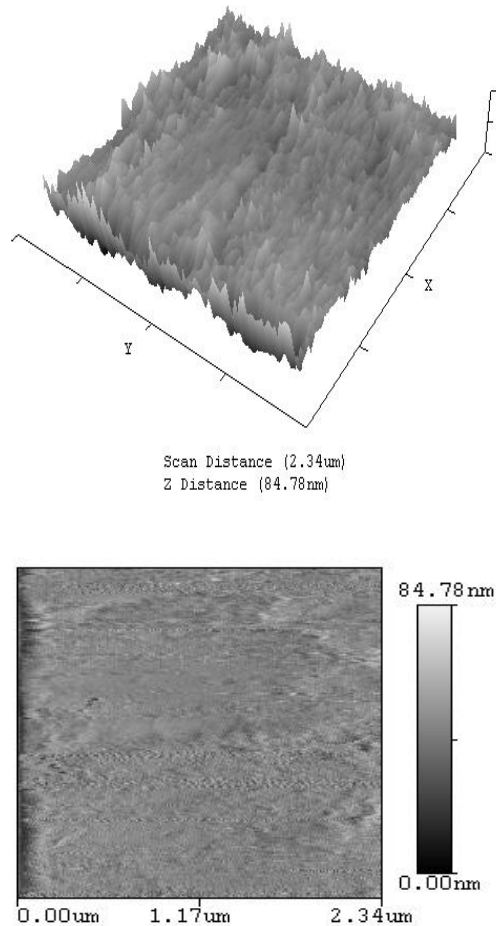 X
Y
Scan Distance (2.34um)
Z Distance (84.78nm)
84.78nm
0.00nm
0.00um 1.17um 2.34um